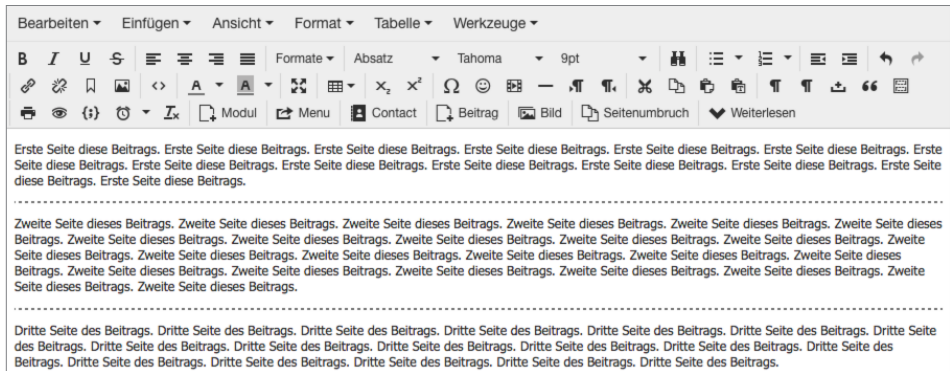 Bearbeiten Einfügen Ansicht Format Tabelle Werkzeuge
B I U S Formate Absatz Tahoma 9pt
A A X₂ X² Ω ¶ ¶ ¶ ¶
{;} Tx Modul Menu Contact Beitrag Bild Seitenumbruch Weiterlesen
Erste Seite diese Beitrags. Erste Seite diese Beitrags. Erste Seite diese Beitrags. Erste Seite diese Beitrags. Erste Seite diese Beitrags. Erste Seite diese Beitrags. Erste
Seite diese Beitrags. Erste Seite diese Beitrags. Erste Seite diese Beitrags. Erste Seite diese Beitrags. Erste Seite diese Beitrags. Erste Seite diese Beitrags. Erste Seite
diese Beitrags. Erste Seite diese Beitrags.
Zweite Seite dieses Beitrags. Zweite Seite dieses Beitrags. Zweite Seite dieses Beitrags. Zweite Seite dieses Beitrags. Zweite Seite dieses Beitrags. Zweite Seite dieses
Beitrags. Zweite Seite dieses Beitrags. Zweite Seite dieses Beitrags. Zweite Seite dieses Beitrags. Zweite Seite dieses Beitrags. Zweite Seite dieses Beitrags. Zweite
Seite dieses Beitrags. Zweite Seite dieses Beitrags. Zweite Seite dieses Beitrags. Zweite Seite dieses Beitrags. Zweite Seite dieses Beitrags. Zweite Seite dieses
Beitrags. Zweite Seite dieses Beitrags. Zweite Seite dieses Beitrags. Zweite Seite dieses Beitrags. Zweite Seite dieses Beitrags. Zweite Seite dieses Beitrags. Zweite
Seite dieses Beitrags. Zweite Seite dieses Beitrags.
Dritte Seite des Beitrags. Dritte Seite des Beitrags. Dritte Seite des Beitrags. Dritte Seite des Beitrags. Dritte Seite des Beitrags. Dritte Seite des Beitrags. Dritte Seite
des Beitrags. Dritte Seite des Beitrags. Dritte Seite des Beitrags. Dritte Seite des Beitrags. Dritte Seite des Beitrags. Dritte Seite des Beitrags. Dritte Seite des
Beitrags. Dritte Seite des Beitrags. Dritte Seite des Beitrags. Dritte Seite des Beitrags. Dritte Seite des Beitrags. Dritte Seite des Beitrags.